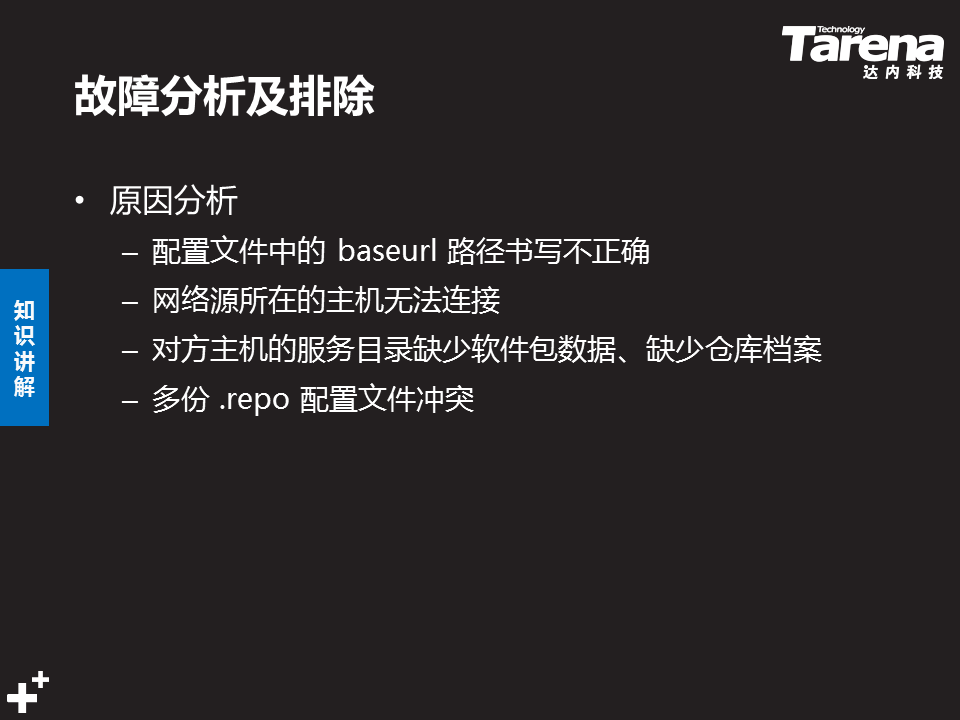 Technology
Tarena
达内科技
故障分析及排除
• 原因分析
– 配置文件中的 baseurl 路径书写不正确
– 网络源所在的主机无法连接
– 对方主机的服务目录缺少软件包数据、缺少仓库档案
– 多份 .repo 配置文件冲突
知
识
讲
解